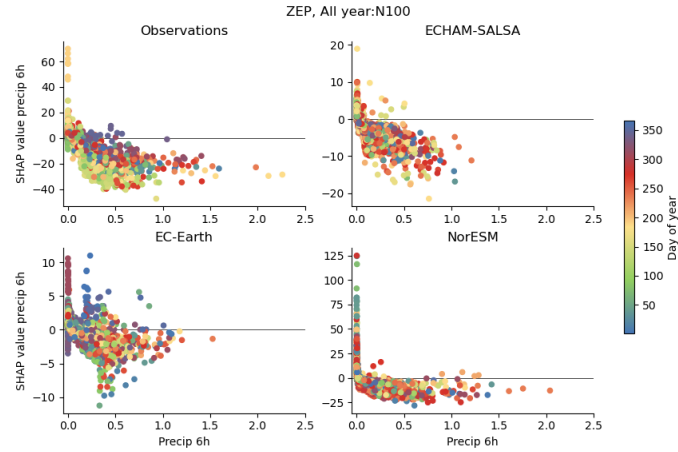 ZEP, All year:N100
Observations
ECHAM-SALSA
SHAP value precip 6h
60
40
20
0
−20
−40
0.0 0.5 1.0 1.5 2.0 2.5
20
10
0
−10
−20
0.0 0.5 1.0 1.5 2.0 2.5
EC-Earth
NorESM
SHAP value precip 6h
10
5
0
−5
−10
0.0 0.5 1.0 1.5 2.0 2.5
Precip 6h
125
100
75
50
25
0
−25
0.0 0.5 1.0 1.5 2.0 2.5
Precip 6h
350
300
250
200
150
100
50
Day of year